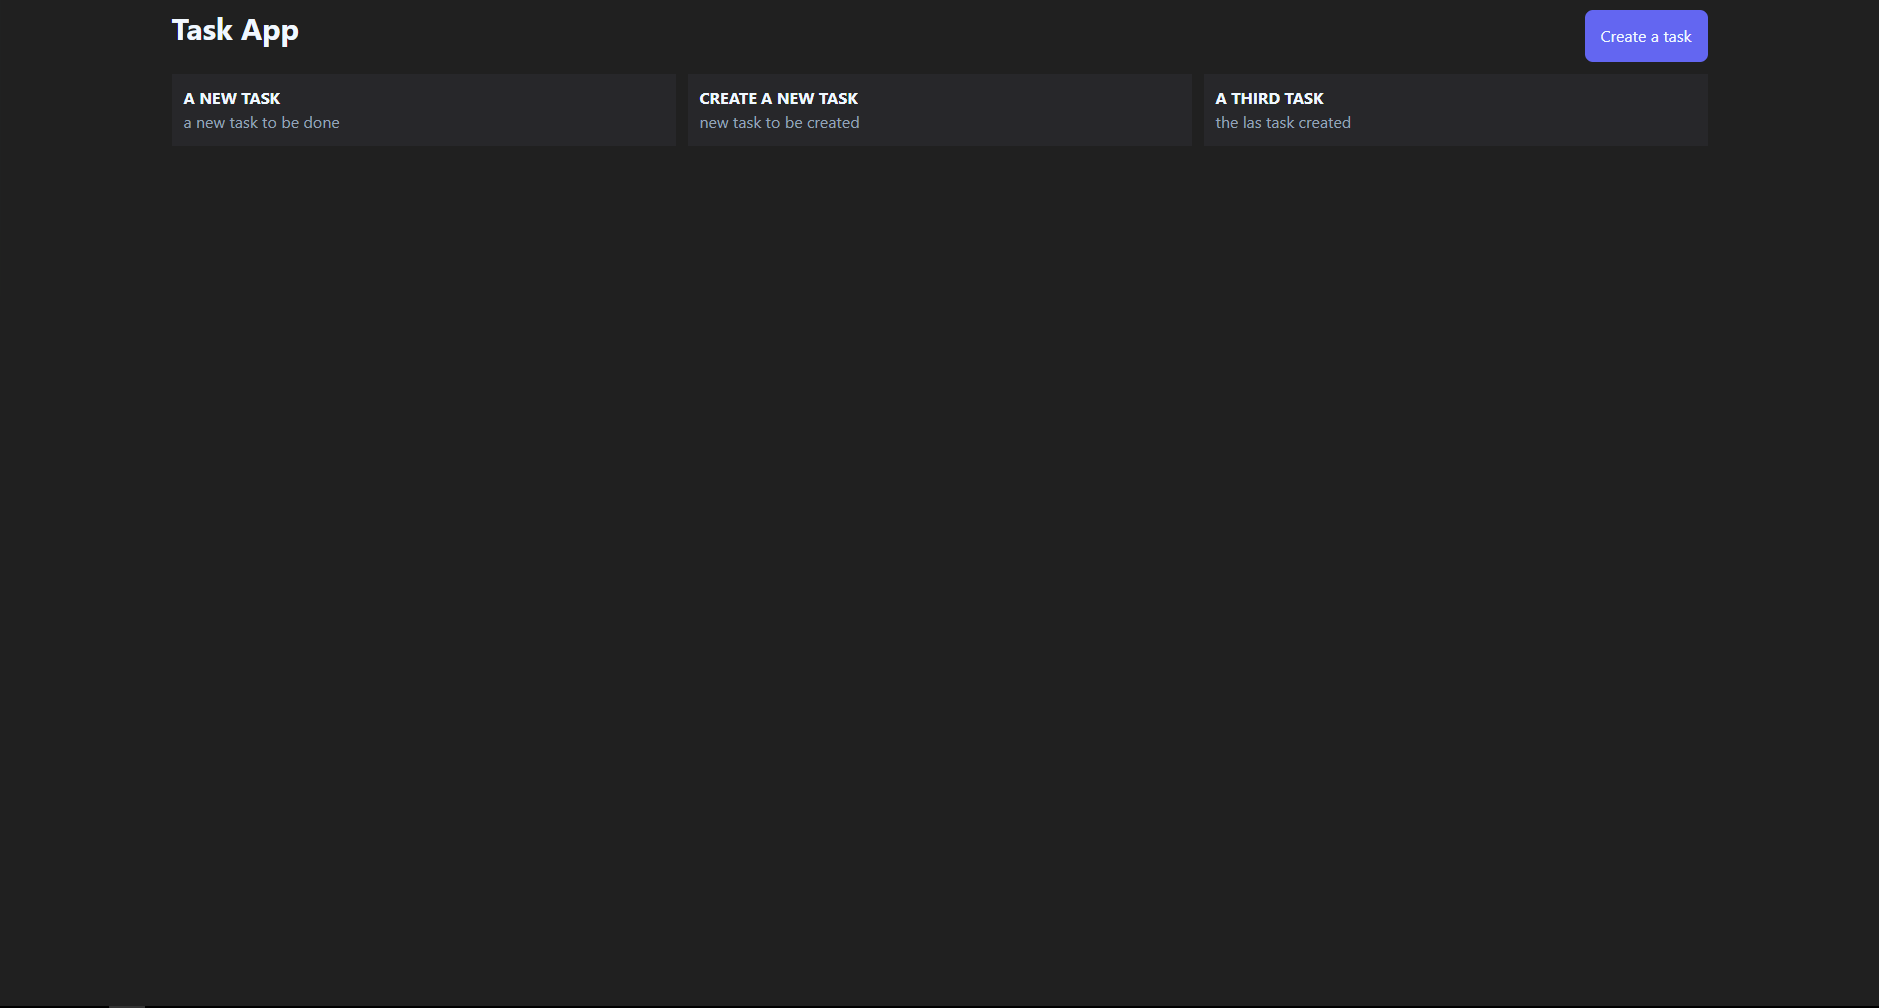 Task App
Create a task
A NEW TASK
a new task to be done
CREATE A NEW TASK
new task to be created
A THIRD TASK
the las task created